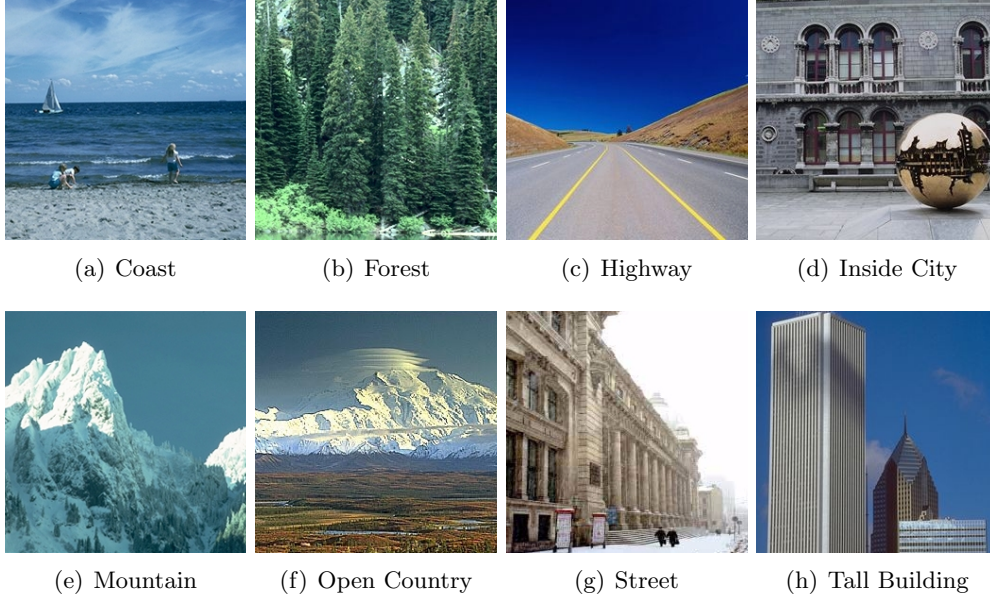 (a) Coast
(b) Forest
(c) Highway
(d) Inside City
(e) Mountain
(f) Open Country
(g) Street
(h) Tall Building